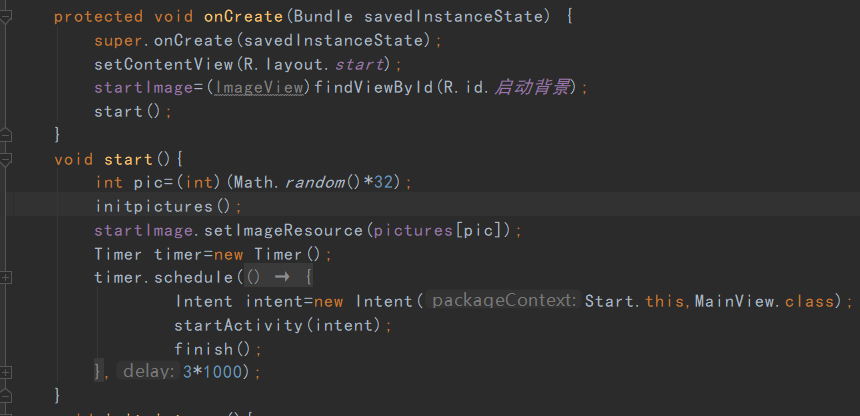 protected void onCreate(Bundle savedInstanceState) {
super.onCreate(savedInstanceState);
setContentView(R.layout.start);
startImage=(ImageView)findViewById(R.id.启动背景);
start();
}
void start(){
int pic=(int)(Math.random()*32);
initpictures();
startImage.setImageResource(pictures[pic]);
Timer timer=new Timer();
timer.schedule(() → {
Intent intent=new Intent( packageContext: Start.this,MainView.class);
startActivity(intent);
finish();
}, delay: 3*1000);
}